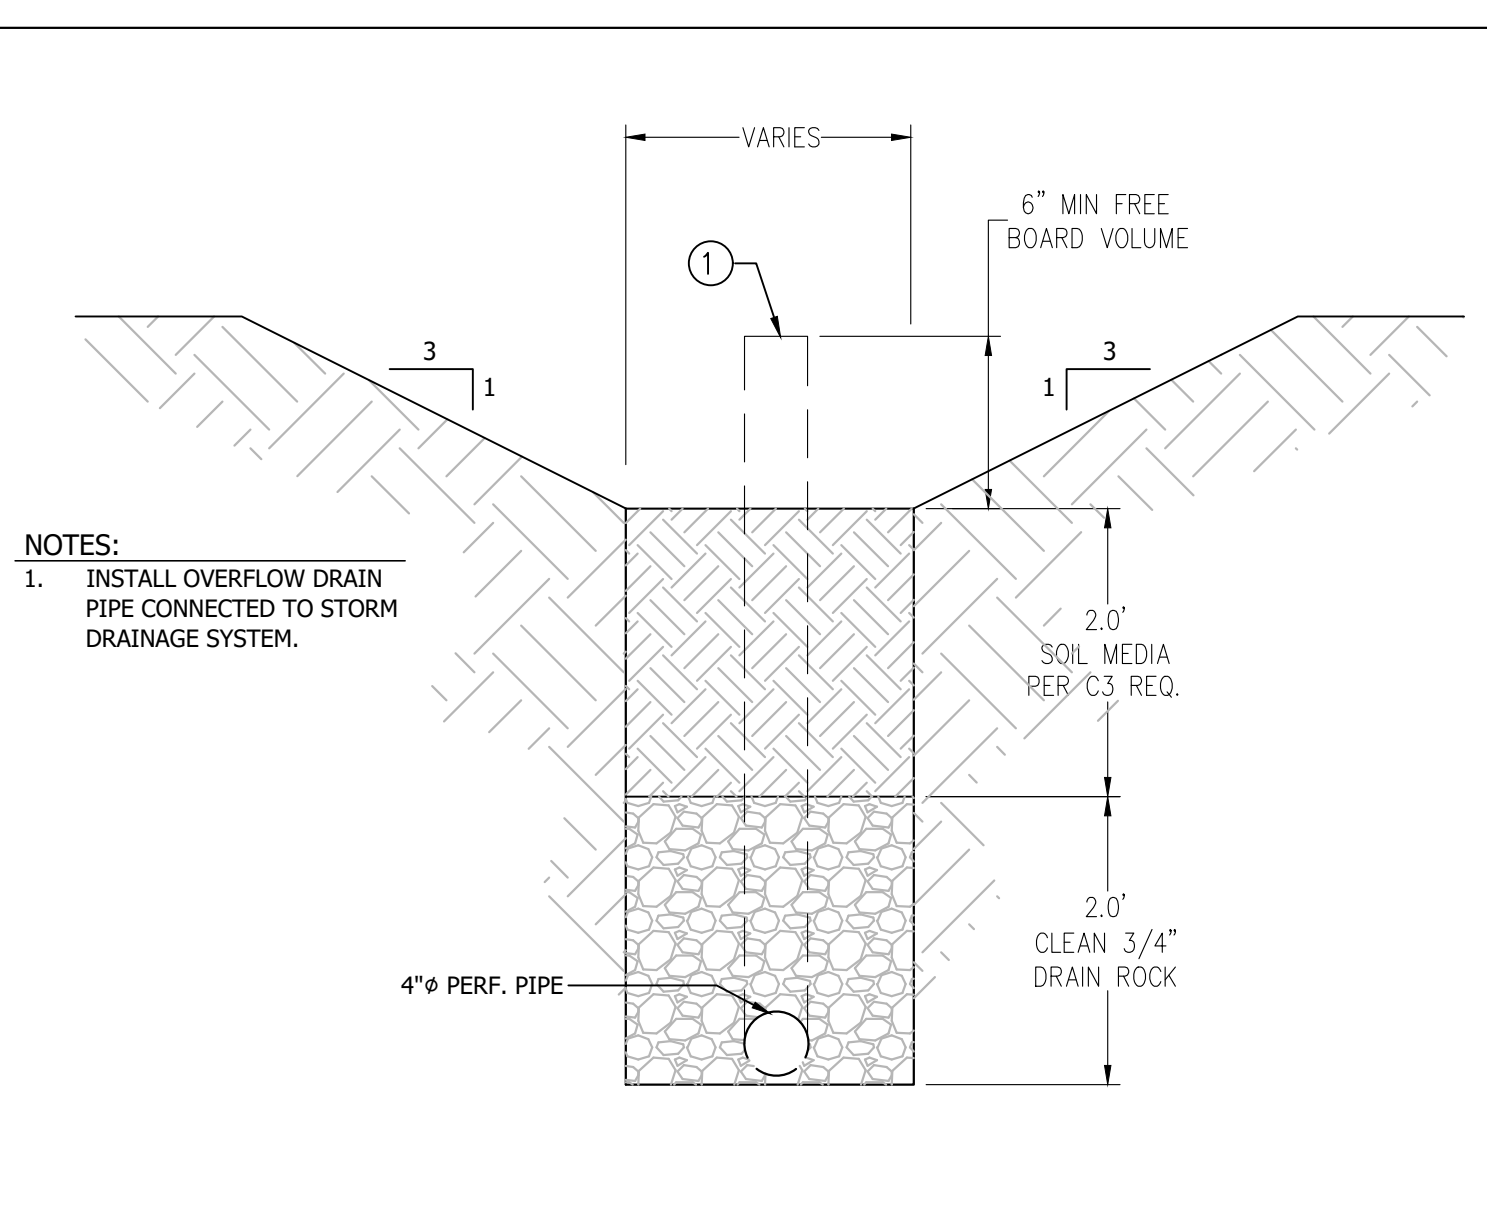 VARIES
6” MIN FREE
BOARD VOLUME
1
3
1
3
1
NOTES:
1. INSTALL OVERFLOW DRAIN
PIPE CONNECTED TO STORM
DRAINAGE SYSTEM.
2.0'
SOIL MEDIA
PER C3 REQ.
2.0'
CLEAN 3/4”
DRAIN ROCK
4"ø PERF. PIPE